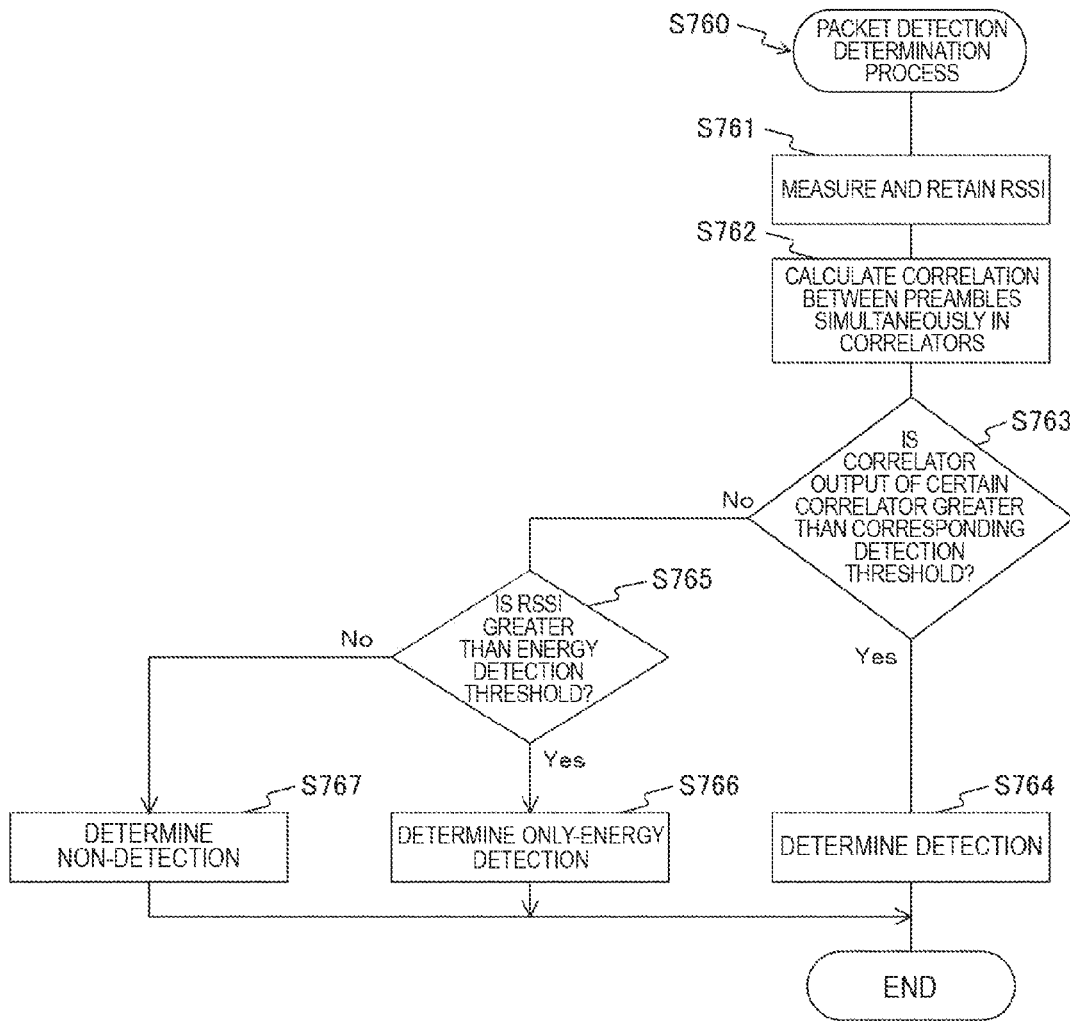 S760
PACKET DETECTION
DETERMINATION
PROCESS
S761
MEASURE AND RETAIN RSSI
S762
CALCULATE CORRELATION
BETWEEN PREAMBLES
SIMULTANEOUSLY IN
CORRELATORS
S763
IS
CORRELATOR
OUTPUT OF CERTAIN
CORRELATOR GREATER
THAN CORRESPONDING
DETECTION
THRESHOLD?
No
Yes
S765
IS RSSI
GREATER
THAN ENERGY
DETECTION
THRESHOLD?
No
Yes
S767
DETERMINE
NON-DETECTION
S766
DETERMINE ONLY-ENERGY
DETECTION
S764
DETERMINE DETECTION
END